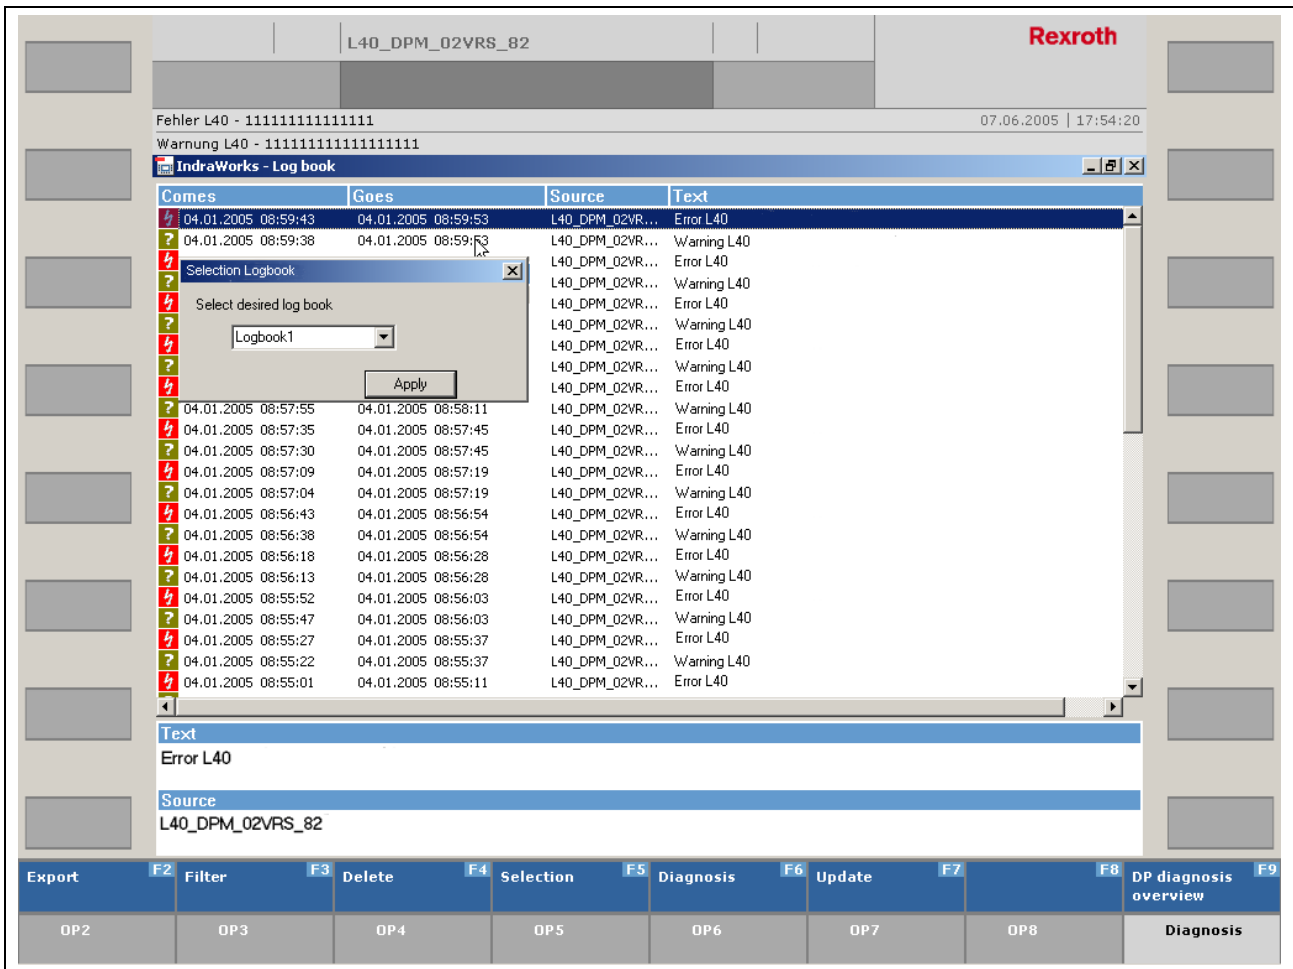 L40_DPM_02VRS_82
Rexroth
Fehler L40 - 111111111111111
07.06.2005 | 17:54:20
Warnung L40 - 111111111111111111
IndraWorks - Log book
Comes Goes Source Text
04.01.2005 08:59:43 04.01.2005 08:59:53 L40_DPM_02VR... Error L40
04.01.2005 08:59:38 04.01.2005 08:59:53 L40_DPM_02VR... Warning L40
L40_DPM_02VR... Error L40
Selection Logbook
L40_DPM_02VR... Warning L40
Select desired log book
L40_DPM_02VR... Error L40
L40_DPM_02VR... Warning L40
Logbook1
L40_DPM_02VR... Error L40
L40_DPM_02VR... Warning L40
Apply
L40_DPM_02VR... Error L40
04.01.2005 08:57:55 04.01.2005 08:58:11 L40_DPM_02VR... Warning L40
04.01.2005 08:57:35 04.01.2005 08:57:45 L40_DPM_02VR... Error L40
04.01.2005 08:57:30 04.01.2005 08:57:45 L40_DPM_02VR... Warning L40
04.01.2005 08:57:09 04.01.2005 08:57:19 L40_DPM_02VR... Error L40
04.01.2005 08:57:04 04.01.2005 08:57:19 L40_DPM_02VR... Warning L40
04.01.2005 08:56:43 04.01.2005 08:56:54 L40_DPM_02VR... Error L40
04.01.2005 08:56:38 04.01.2005 08:56:54 L40_DPM_02VR... Warning L40
04.01.2005 08:56:18 04.01.2005 08:56:28 L40_DPM_02VR... Error L40
04.01.2005 08:56:13 04.01.2005 08:56:28 L40_DPM_02VR... Warning L40
04.01.2005 08:55:52 04.01.2005 08:56:03 L40_DPM_02VR... Error L40
04.01.2005 08:55:47 04.01.2005 08:56:03 L40_DPM_02VR... Warning L40
04.01.2005 08:55:27 04.01.2005 08:55:37 L40_DPM_02VR... Error L40
04.01.2005 08:55:22 04.01.2005 08:55:37 L40_DPM_02VR... Warning L40
04.01.2005 08:55:01 04.01.2005 08:55:11 L40_DPM_02VR... Error L40
Text
Error L40
Source
L40_DPM_02VRS_82
Export F2 Filter F3 Delete F4 Selection F5 Diagnosis F6 Update F7 F8 DP diagnosis overview F9
OP2 OP3 OP4 OP5 OP6 OP7 OP8 Diagnosis